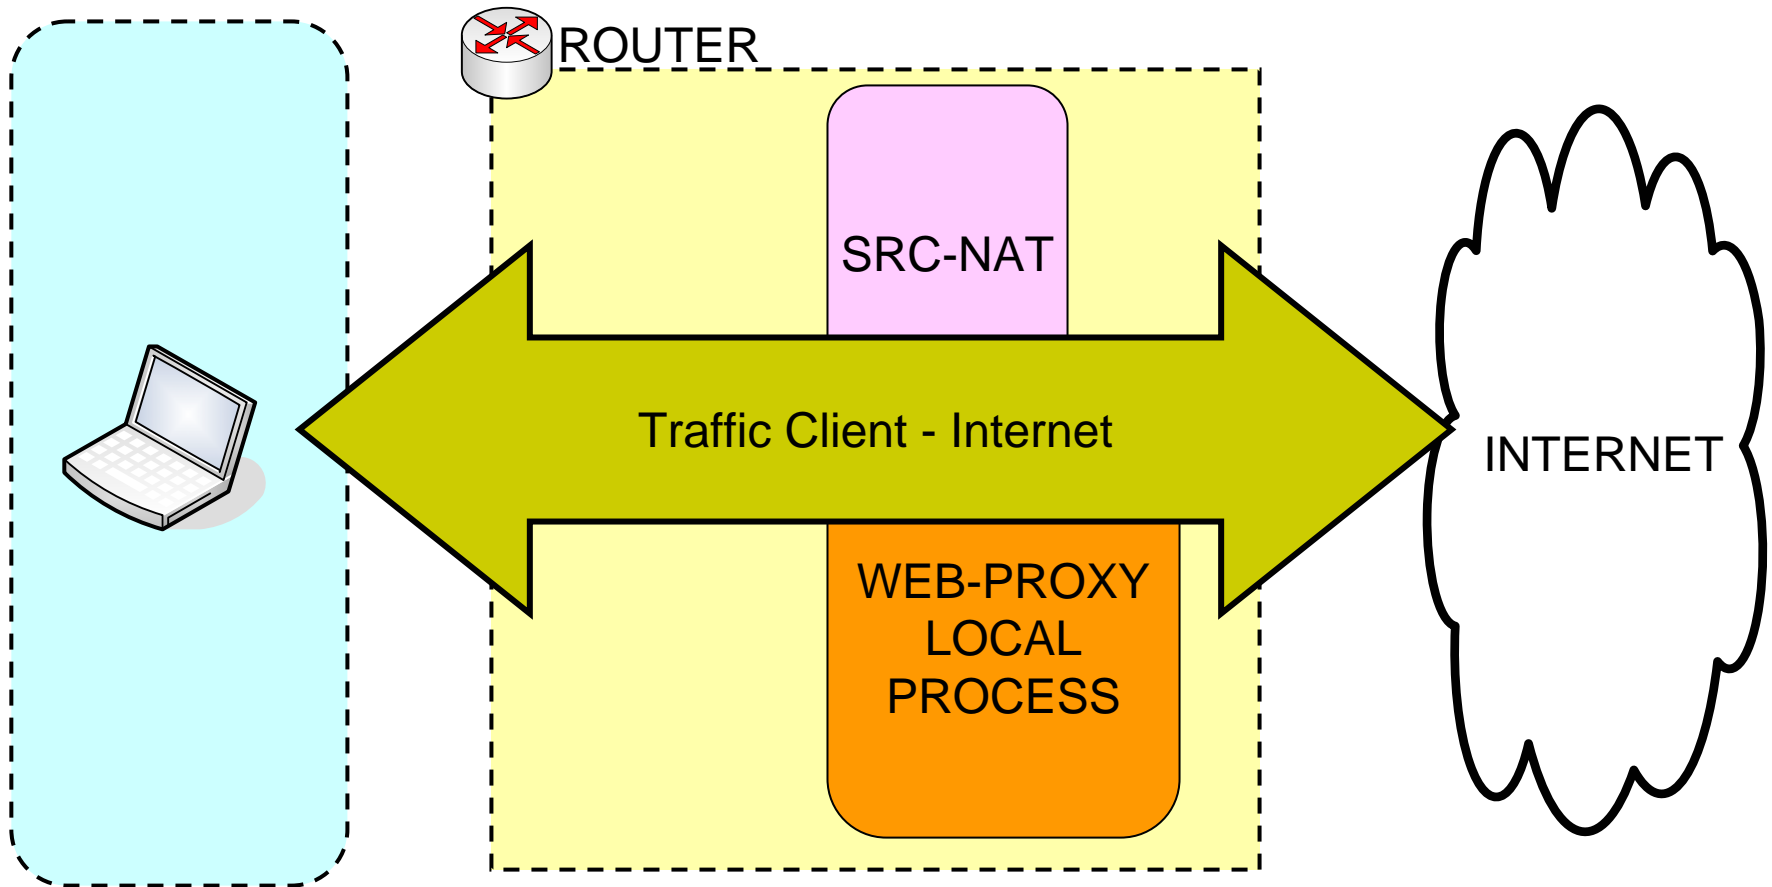 ROUTER
SRC-NAT
Traffic Client - Internet
INTERNET
WEB-PROXY
LOCAL
PROCESS